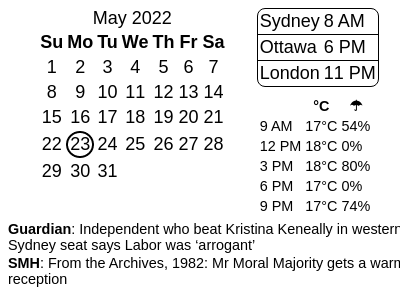 May 2022
Su Mo Tu We Th Fr Sa
1 2 3 4 5 6 7
8 9 10 11 12 13 14
15 16 17 18 19 20 21
22 23 24 25 26 27 28
29 30 31
Sydney 8 AM
Ottawa 6 PM
London 11 PM
°C ☂
9 AM 17°C 54%
12 PM 18°C 0%
3 PM 18°C 80%
6 PM 17°C 0%
9 PM 17°C 74%
Guardian: Independent who beat Kristina Keneally in western
Sydney seat says Labor was ‘arrogant’
SMH: From the Archives, 1982: Mr Moral Majority gets a warm
reception